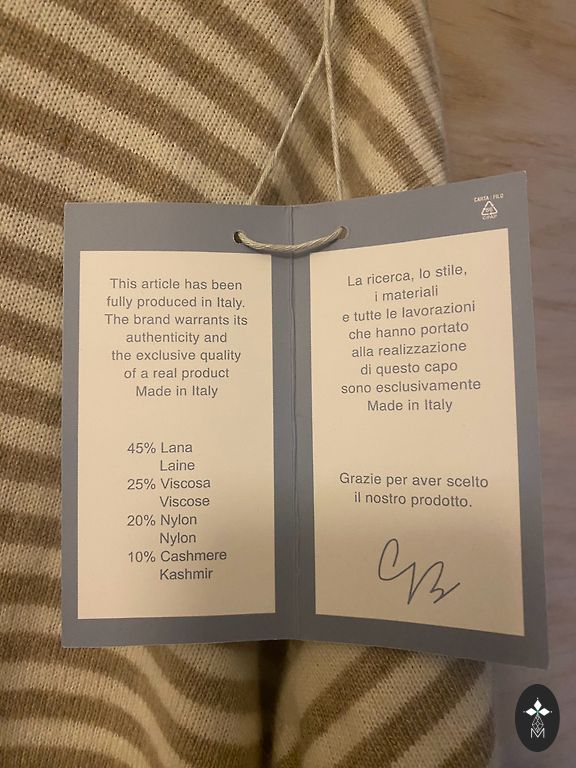 This article has been
fully produced in Italy.
The brand warrants its
authenticity and
the exclusive quality
of a real product
Made in Italy
45% Lana
Laine
25% Viscosa
Viscose
20% Nylon
Nylon
10% Cashmere
Kashmir
CARTA : FILO
La ricerca, lo stile,
i materiali
e tutte le lavorazioni
che hanno portato
alla realizzazione
di questo capo
sono esclusivamente
Made in Italy
Grazie per aver scelto
il nostro prodotto.
CB
M